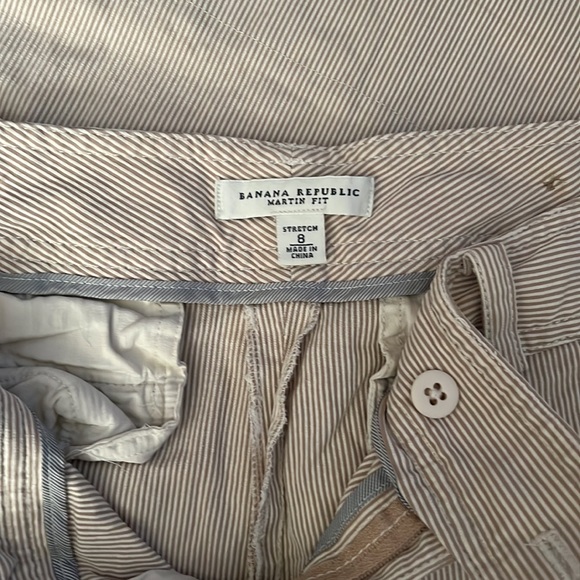 BANANA REPUBLIC
MARTIN FIT
STRETCH
8
MADE IN
CHINA